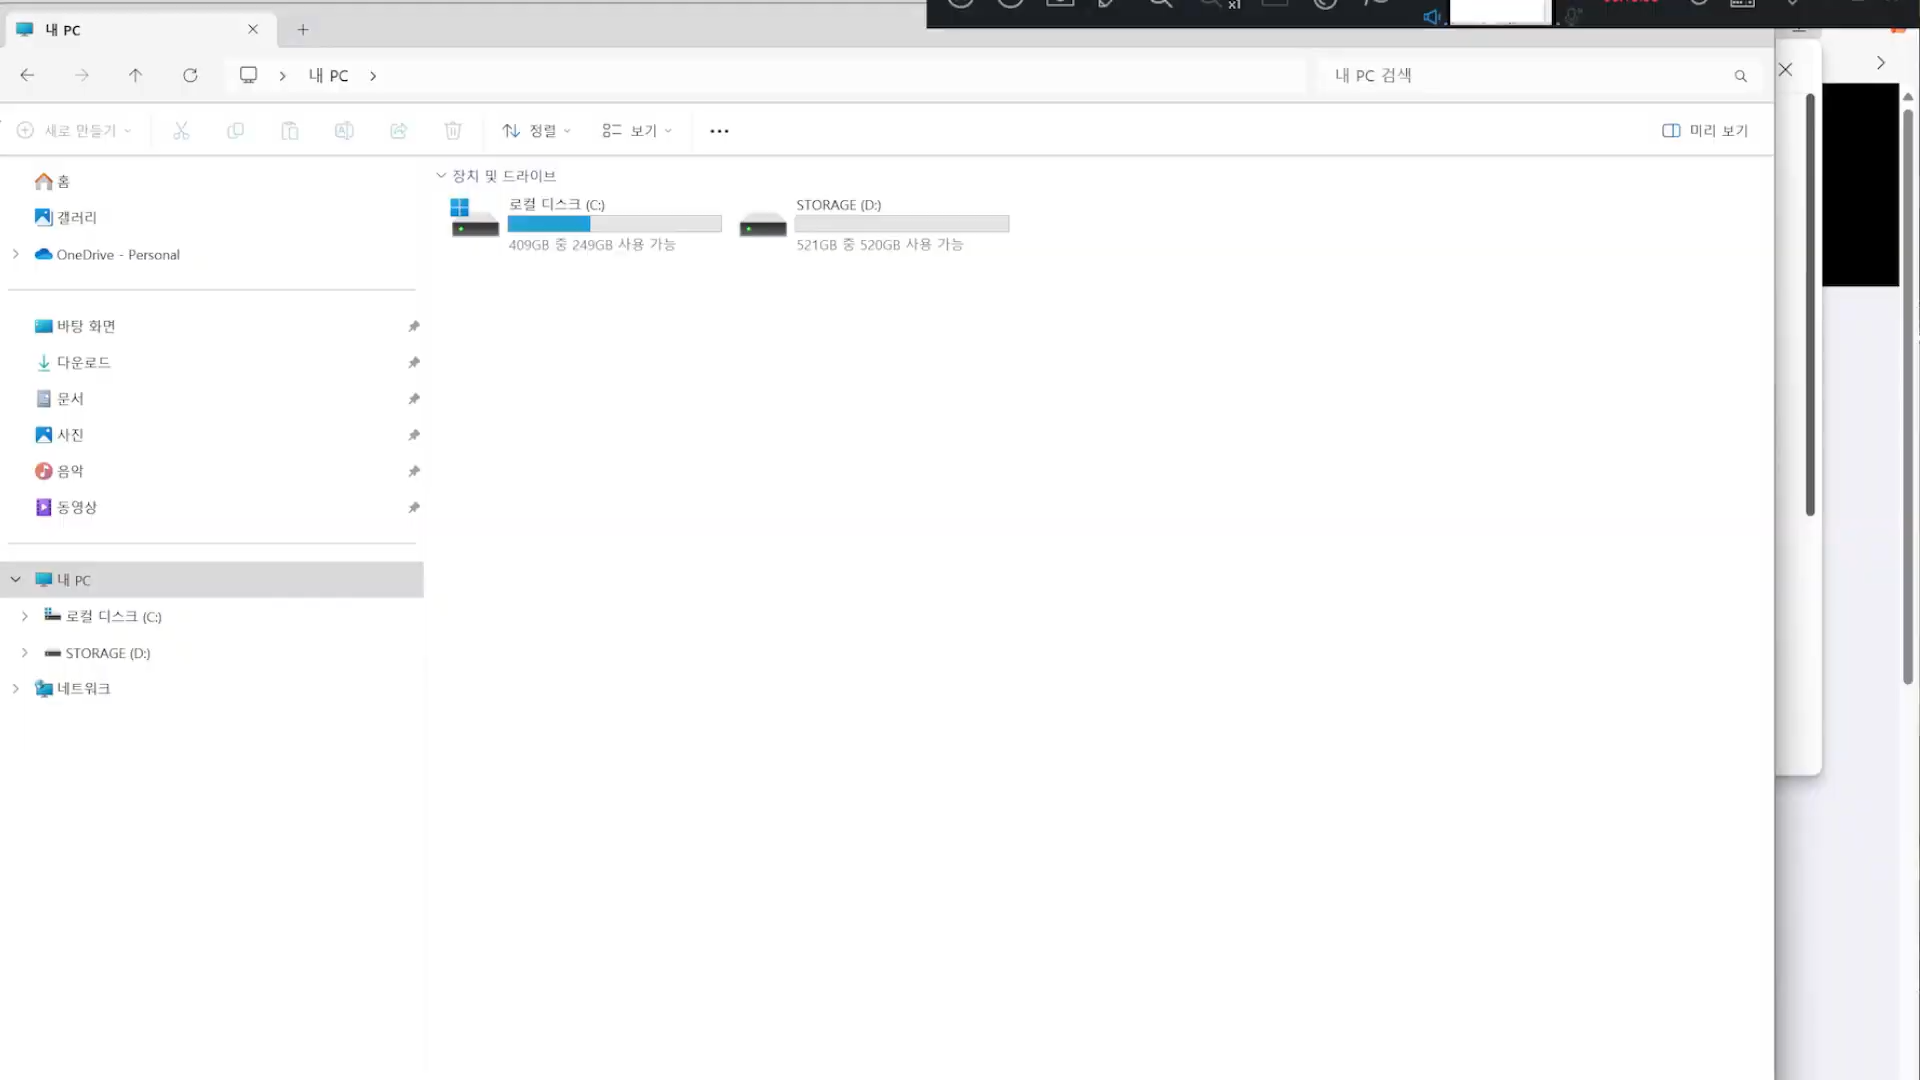 내 PC
내 PC
내 PC 검색
새로 만들기
정렬
보기
미리 보기
홈
갤러리
OneDrive - Personal
바탕 화면
다운로드
문서
사진
음악
동영상
내 PC
로컬 디스크 (C:)
STORAGE (D:)
네트워크
장치 및 드라이브
로컬 디스크 (C:)
409GB 중 249GB 사용 가능
STORAGE (D:)
521GB 중 520GB 사용 가능
x1